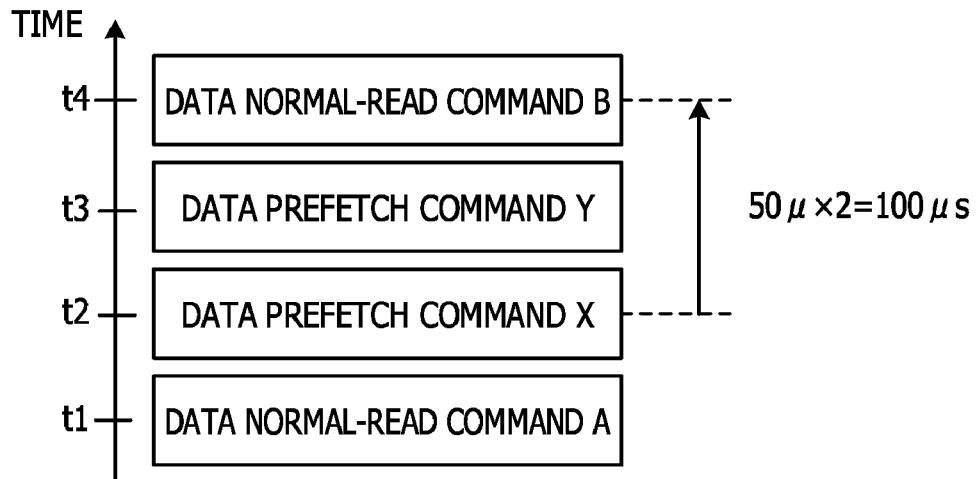 TIME
t4
DATA NORMAL-READ COMMAND B
t3
DATA PREFETCH COMMAND Y
50 μ ×2=100 μ s
t2
DATA PREFETCH COMMAND X
t1
DATA NORMAL-READ COMMAND A